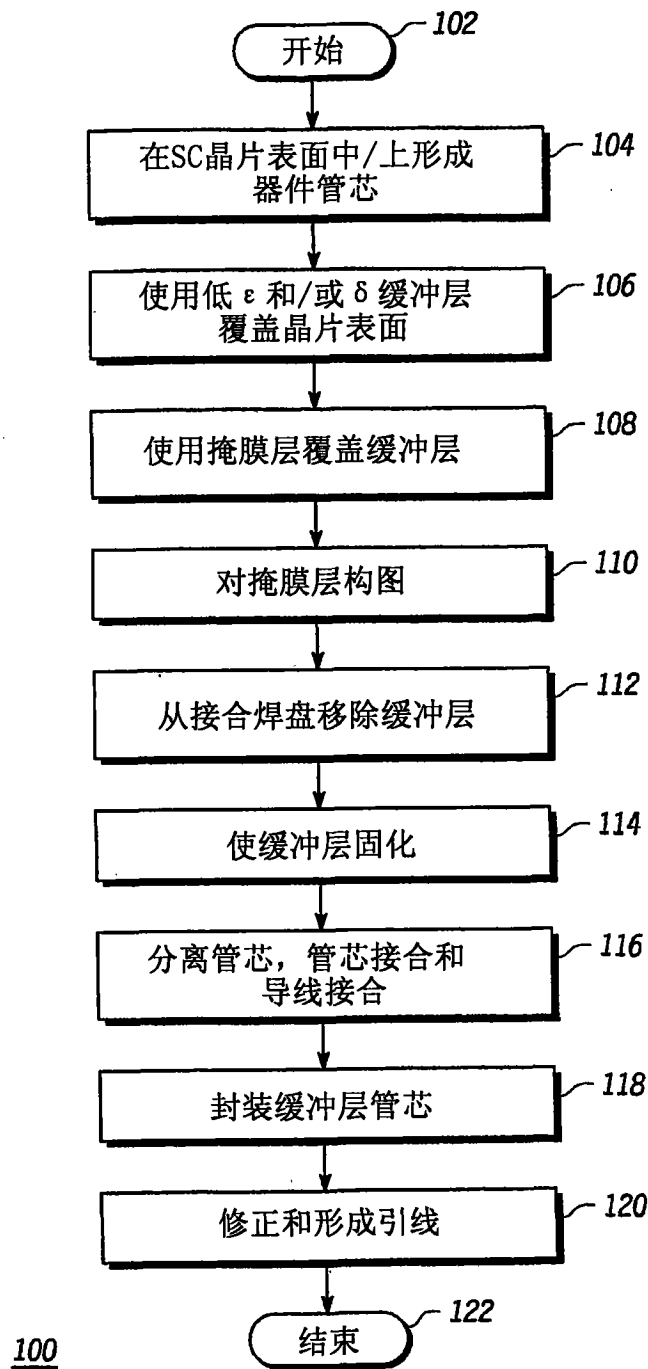 开始
102
在SC晶片表面中/上形成
器件管芯
104
使用低 ε 和/或 δ 缓冲层
覆盖晶片表面
106
使用掩膜层覆盖缓冲层
108
对掩膜层构图
110
从接合焊盘移除缓冲层
112
使缓冲层固化
114
分离管芯，管芯接合和
导线接合
116
封装缓冲层管芯
118
修正和形成引线
120
结束
122
100